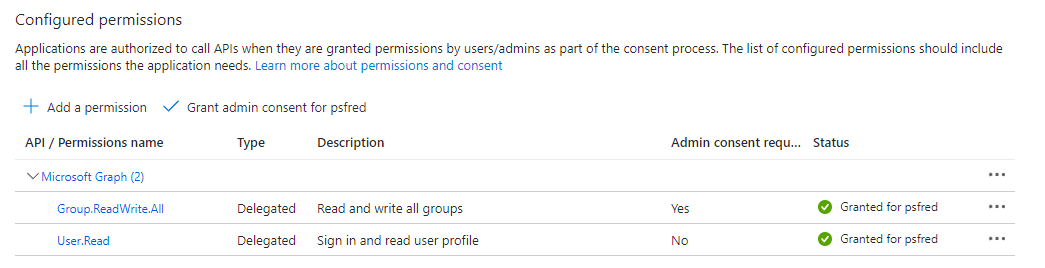 Configured permissions
Applications are authorized to call APIs when they are granted permissions by users/admins as part of the consent process. The list of configured permissions should include
all the permissions the application needs. Learn more about permissions and consent
Add a permission Grant admin consent for psfred
API / Permissions name Type Description Admin consent requ... Status
Microsoft Graph (2)
Group.ReadWrite.All Delegated Read and write all groups Yes Granted for psfred
User.Read Delegated Sign in and read user profile No Granted for psfred